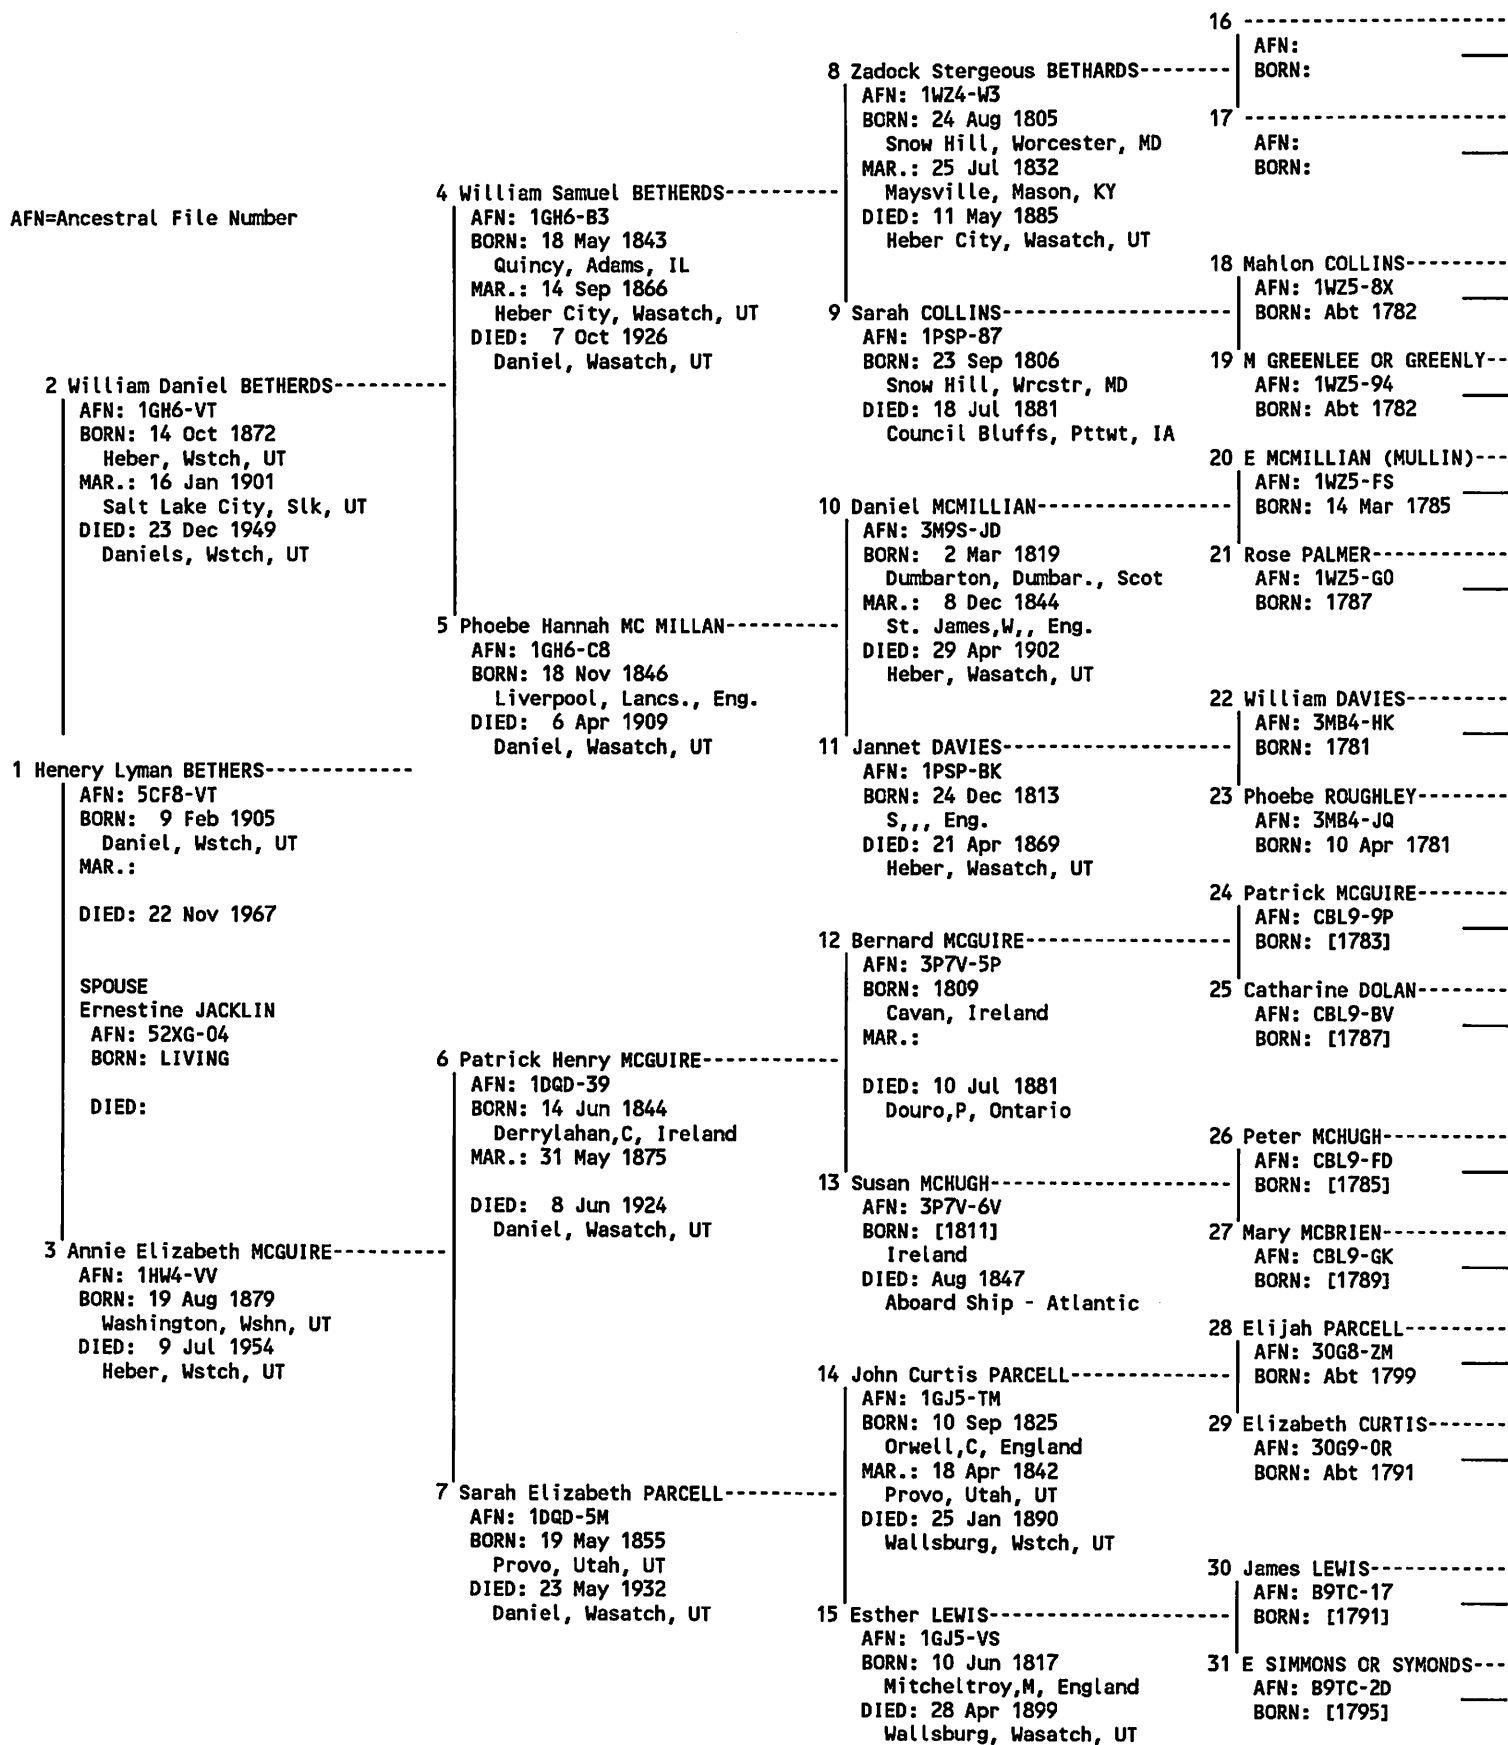 AFN=Ancestral File Number
1 Henery Lyman BETHERS------------
AFN: 5CF8-VT
BORN:  9 Feb 1905
Daniel, Wstch, UT
MAR.:
DIED: 22 Nov 1967
SPOUSE
Ernestine JACKLIN
AFN: 52XG-04
BORN: LIVING
DIED:
2 William Daniel BETHERDS----------
AFN: 1GH6-VT
BORN: 14 Oct 1872
Heber, Wstch, UT
MAR.: 16 Jan 1901
Salt Lake City, Slk, UT
DIED: 23 Dec 1949
Daniels, Wstch, UT
3 Annie Elizabeth MCGUIRE----------
AFN: 1HW4-VV
BORN: 19 Aug 1879
Washington, Wshn, UT
DIED:  9 Jul 1954
Heber, Wstch, UT
4 William Samuel BETHERDS----------
AFN: 1GH6-B3
BORN: 18 May 1843
Quincy, Adams, IL
MAR.: 14 Sep 1866
Heber City, Wasatch, UT
DIED:  7 Oct 1926
Daniel, Wasatch, UT
5 Phoebe Hannah MC MILLAN----------
AFN: 1GH6-C8
BORN: 18 Nov 1846
Liverpool, Lancs., Eng.
DIED:  6 Apr 1909
Daniel, Wasatch, UT
6 Patrick Henry MCGUIRE------------
AFN: 1DQD-39
BORN: 14 Jun 1844
Derrylahan,C, Ireland
MAR.: 31 May 1875
DIED:  8 Jun 1924
Daniel, Wasatch, UT
7 Sarah Elizabeth PARCELL----------
AFN: 1DQD-5M
BORN: 19 May 1855
Provo, Utah, UT
DIED: 23 May 1932
Daniel, Wasatch, UT
8 Zadock Stergeous BETHARDS--------
AFN: 1WZ4-W3
BORN: 24 Aug 1805
Snow Hill, Worcester, MD
MAR.: 25 Jul 1832
Maysville, Mason, KY
DIED: 11 May 1885
Heber City, Wasatch, UT
9 Sarah COLLINS--------------------
AFN: 1PSP-87
BORN: 23 Sep 1806
Snow Hill, Wrcstr, MD
DIED: 18 Jul 1881
Council Bluffs, Pttwt, IA
10 Daniel MCMILLIAN-----------------
AFN: 3M9S-JD
BORN:  2 Mar 1819
Dumbarton, Dumbar., Scot
MAR.:  8 Dec 1844
St. James,W,, Eng.
DIED: 29 Apr 1902
Heber, Wasatch, UT
11 Jannet DAVIES--------------------
AFN: 1PSP-BK
BORN: 24 Dec 1813
S,,, Eng.
DIED: 21 Apr 1869
Heber, Wasatch, UT
12 Bernard MCGUIRE------------------
AFN: 3P7V-5P
BORN: 1809
Cavan, Ireland
MAR.:
DIED: 10 Jul 1881
Douro,P, Ontario
13 Susan MCHUGH---------------------
AFN: 3P7V-6V
BORN: [1811]
Ireland
DIED: Aug 1847
Aboard Ship - Atlantic
14 John Curtis PARCELL--------------
AFN: 1GJ5-TM
BORN: 10 Sep 1825
Orwell,C, England
MAR.: 18 Apr 1842
Provo, Utah, UT
DIED: 25 Jan 1890
Wallsburg, Wstch, UT
15 Esther LEWIS---------------------
AFN: 1GJ5-VS
BORN: 10 Jun 1817
Mitcheltroy,M, England
DIED: 28 Apr 1899
Wallsburg, Wasatch, UT
16 ----------------------
AFN:
BORN:
17 ----------------------
AFN:
BORN:
18 Mahlon COLLINS---------
AFN: 1WZ5-8X
BORN: Abt 1782
19 M GREENLEE OR GREENLY--
AFN: 1WZ5-94
BORN: Abt 1782
20 E MCMILLIAN (MULLIN)---
AFN: 1WZ5-FS
BORN: 14 Mar 1785
21 Rose PALMER------------
AFN: 1WZ5-G0
BORN: 1787
22 William DAVIES---------
AFN: 3MB4-HK
BORN: 1781
23 Phoebe ROUGHLEY--------
AFN: 3MB4-JQ
BORN: 10 Apr 1781
24 Patrick MCGUIRE--------
AFN: CBL9-9P
BORN: [1783]
25 Catharine DOLAN--------
AFN: CBL9-BV
BORN: [1787]
26 Peter MCHUGH-----------
AFN: CBL9-FD
BORN: [1785]
27 Mary MCBRIEN-----------
AFN: CBL9-GK
BORN: [1789]
28 Elijah PARCELL---------
AFN: 30G8-ZM
BORN: Abt 1799
29 Elizabeth CURTIS-------
AFN: 30G9-0R
BORN: Abt 1791
30 James LEWIS------------
AFN: B9TC-17
BORN: [1791]
31 E SIMMONS OR SYMONDS---
AFN: B9TC-2D
BORN: [1795]